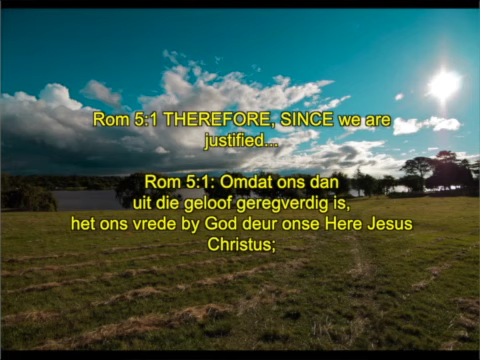 Rom 5:1 THEREFORE, SINCE we are
justified...
Rom 5:1: Omdat ons dan
uit die geloof geregverdig is,
het ons vrede by God deur onse Here Jesus
Christus;